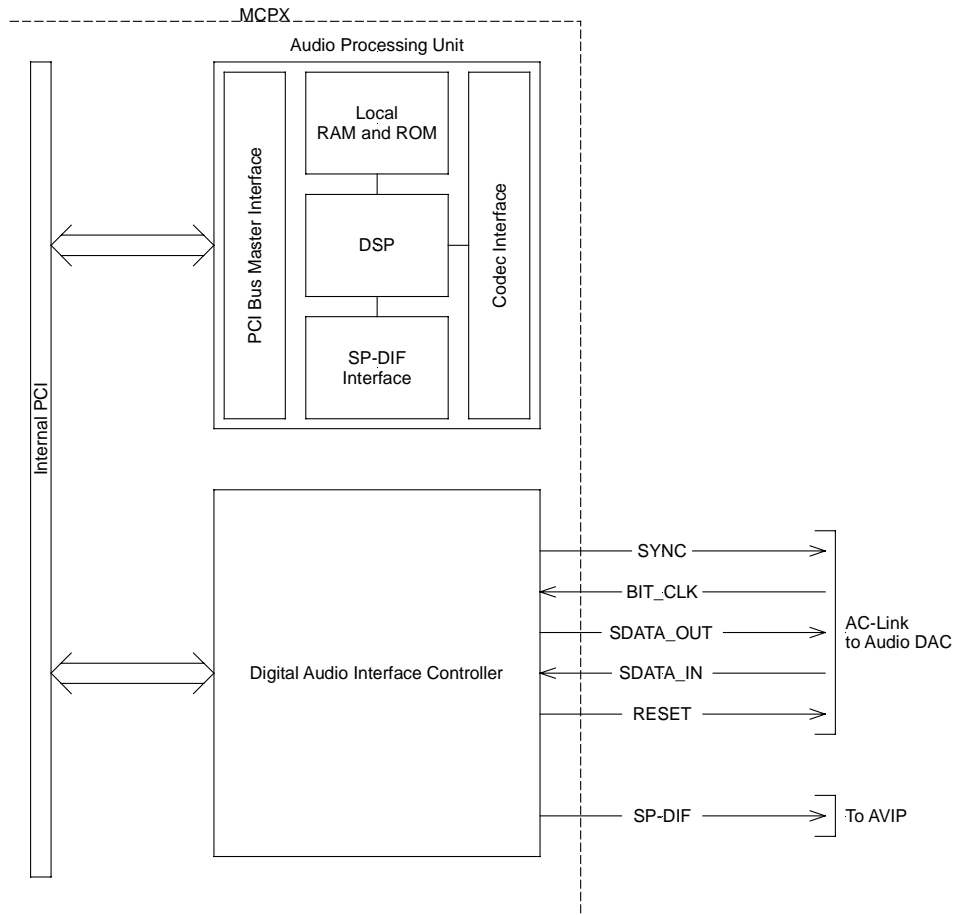 MCPX
Audio Processing Unit
Local
RAM and ROM
PCI Bus Master Interface
DSP
Codec Interface
SP-DIF
Interface
Internal PCI
SYNC
BIT_CLK
SDATA_OUT
SDATA_IN
RESET
AC-Link
to Audio DAC
Digital Audio Interface Controller
SP-DIF
To AVIP